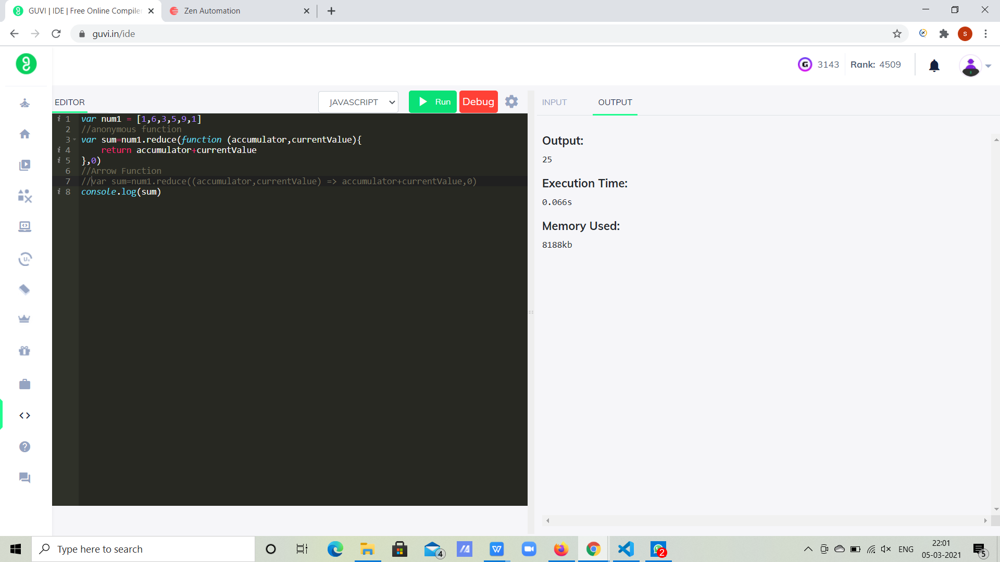 GUVI | IDE | Free Online Compiler
Zen Automation
guvi.in/ide
S
G 3143 Rank: 4509
EDITOR
JAVASCRIPT
Run
Debug
INPUT
OUTPUT
1 var num1 = [1,6,3,5,9,1]
2 //anonymous function
3 var sum=num1.reduce(function (accumulator,currentValue){
4 return accumulator+currentValue
5 },0)
6 //Arrow Function
7 //var sum=num1.reduce((accumulator,currentValue) => accumulator+currentValue,0)
8 console.log(sum)
Output:
25
Execution Time:
0.066s
Memory Used:
8188kb
Type here to search
4
2
ENG
22:01
05-03-2021
5